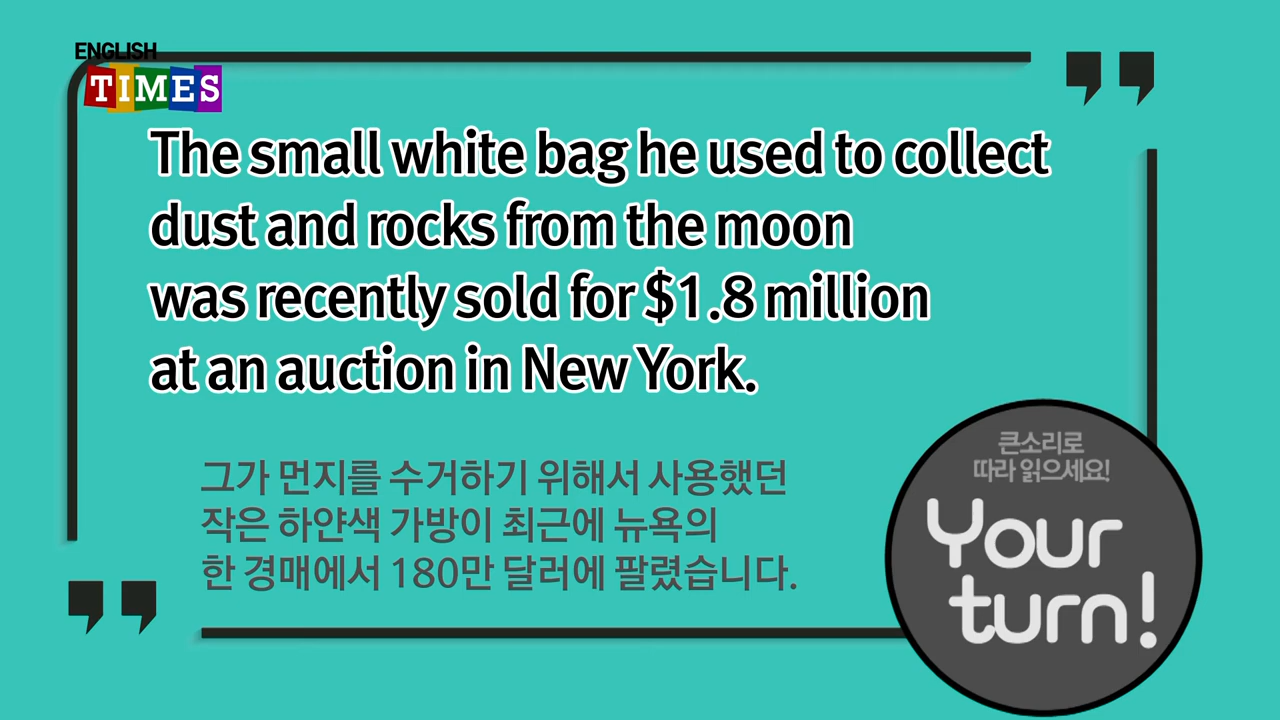 ENGLISH
TIMES
The small white bag he used to collect
dust and rocks from the moon
was recently sold for $1.8 million
at an auction in New York.
그가 먼지를 수거하기 위해서 사용했던
작은 하얀색 가방이 최근에 뉴욕의
한 경매에서 180만 달러에 팔렸습니다.
큰소리로
따라 읽으세요!
Your
turn!